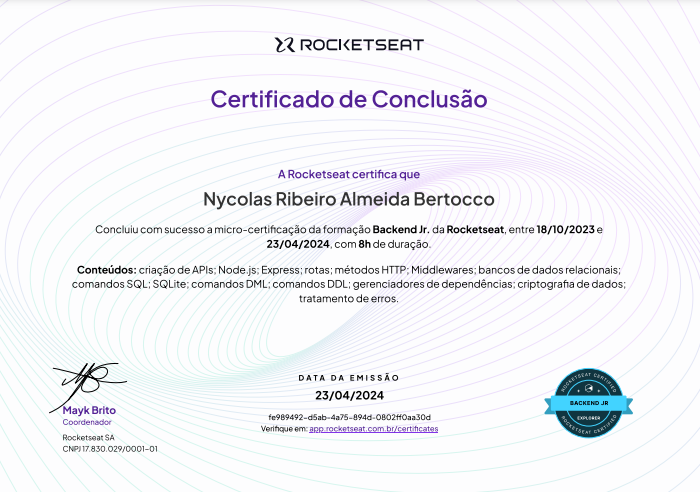 ROCKETSEAT
Certificado de Conclusão
A Rocketseat certifica que
Nycolas Ribeiro Almeida Bertocco
Concluiu com sucesso a micro-certificação da formação Backend Jr. da Rocketseat, entre 18/10/2023 e
23/04/2024, com 8h de duração.
Conteúdos: criação de APIs; Node.js; Express; rotas; métodos HTTP; Middlewares; bancos de dados relacionais;
comandos SQL; SQLite; comandos DML; comandos DDL; gerenciadores de dependências; criptografia de dados;
tratamento de erros.
Mayk Brito
Coordenador
Rocketseat SA
CNPJ 17.830.029/0001-01
DATA DA EMISSÃO
23/04/2024
fe989492-d5ab-4a75-894d-0802ff0aa30d
Verifique em: app.rocketseat.com.br/certificates
ROCKETSEAT CERTIFIED
BACKEND JR
EXPLORER
ROCKETSEAT CERTIFIED